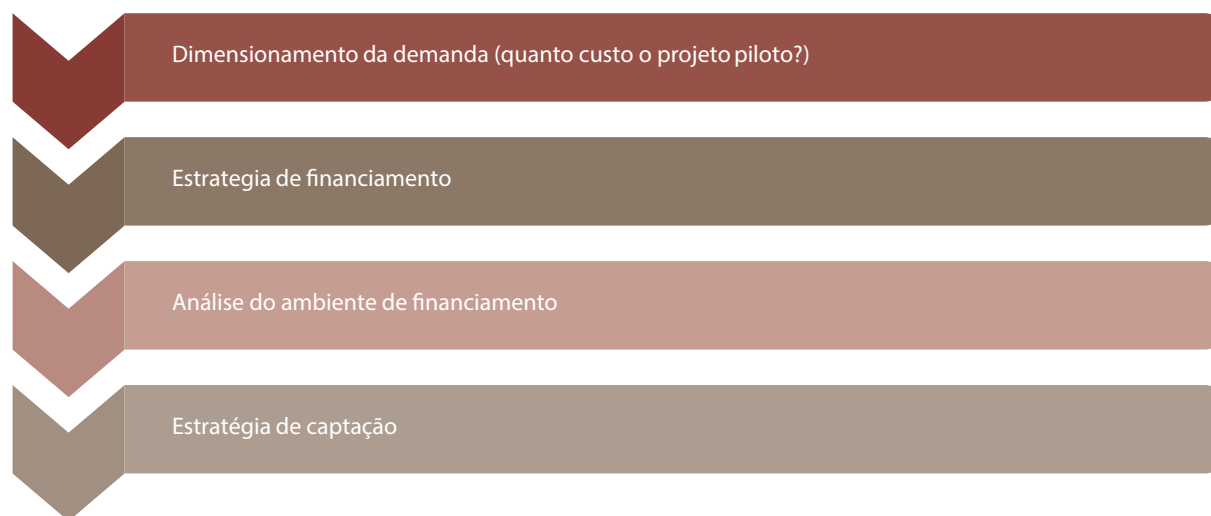 Dimensionamento da demanda (quanto custo o projeto piloto?)
Estrategia de financiamento
Análise do ambiente de financiamento
Estratégia de captação